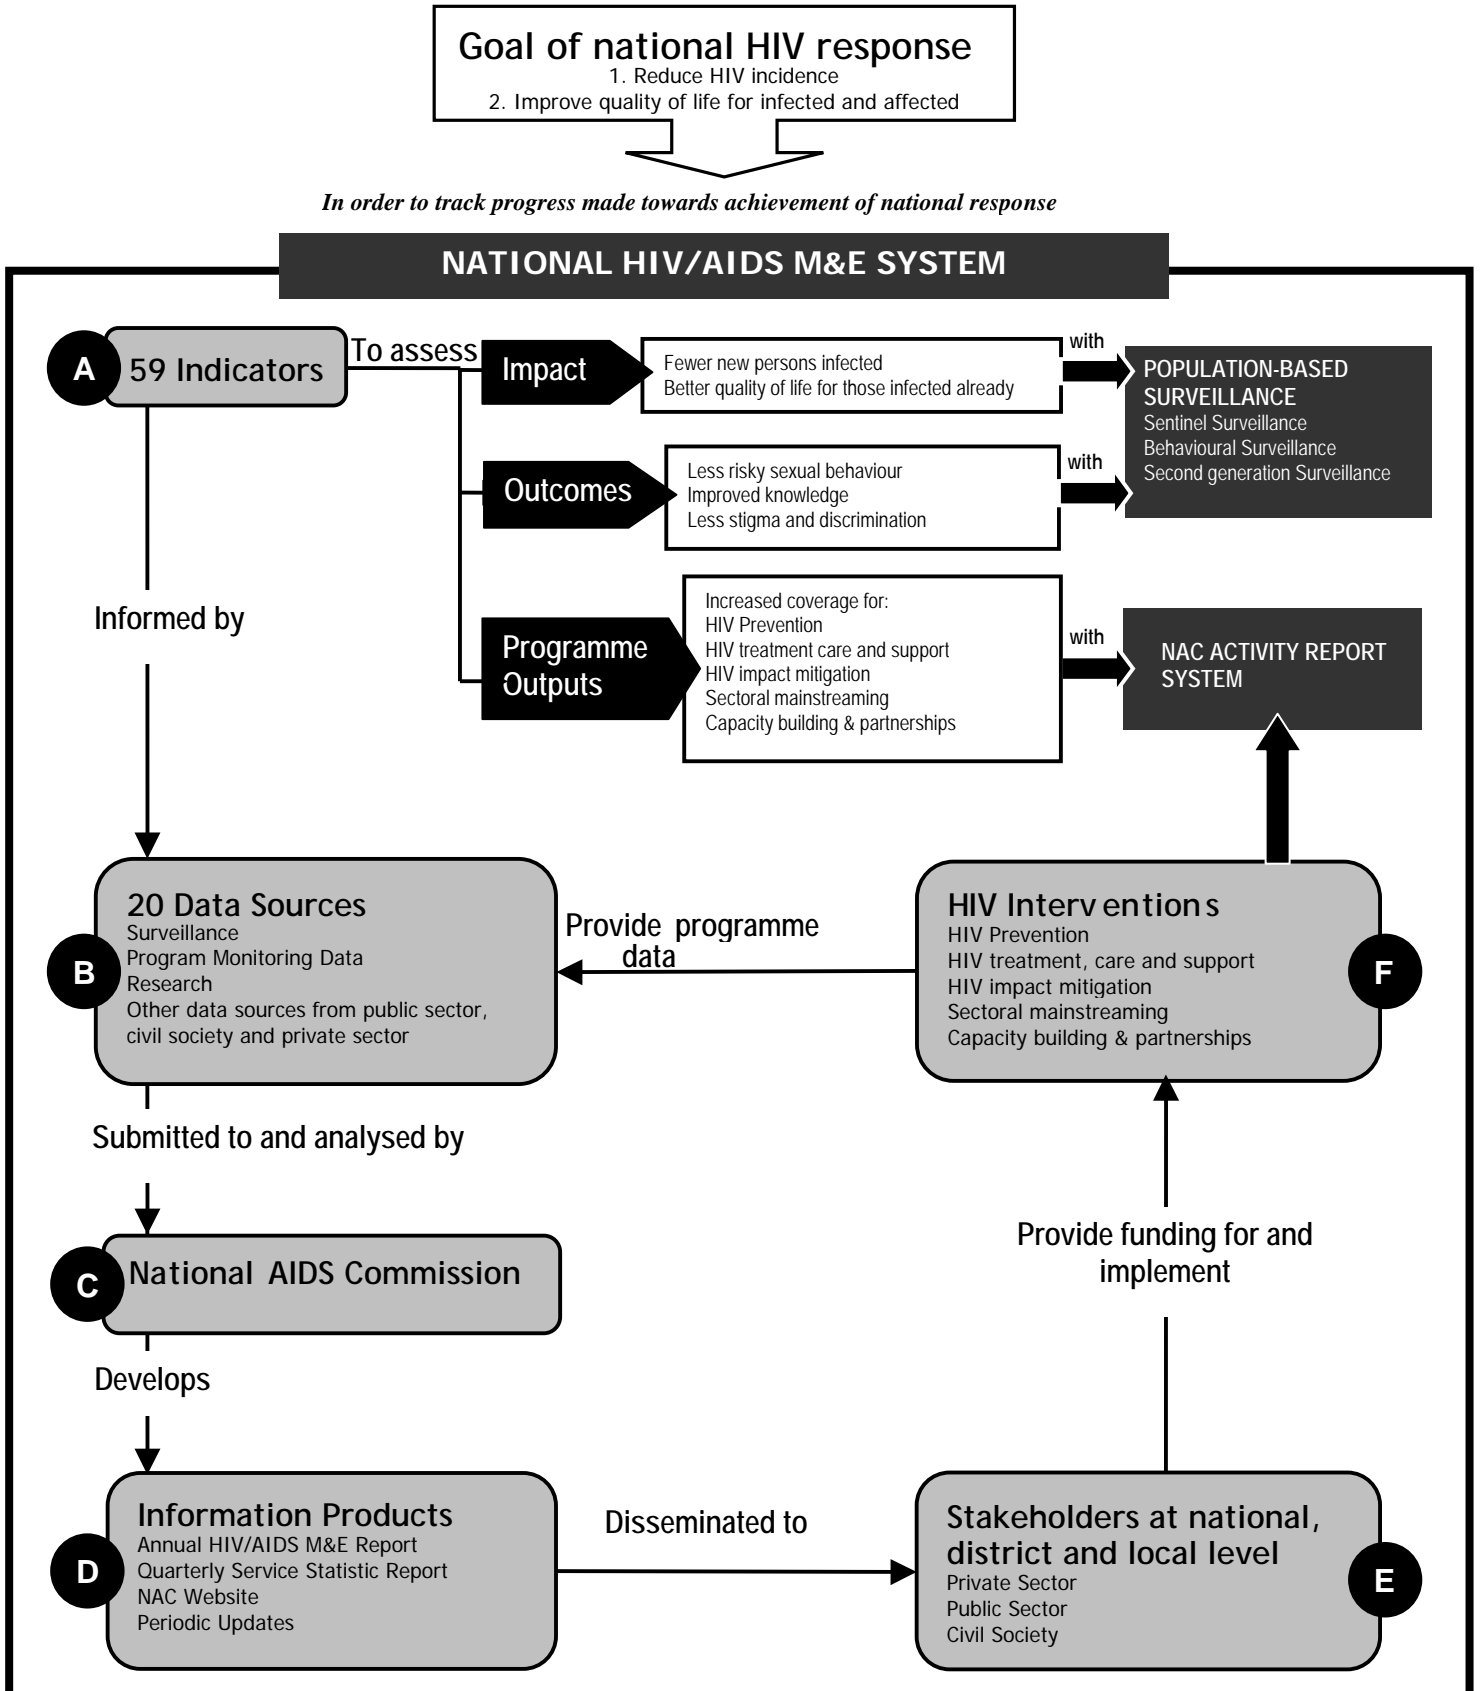 Goal of national HIV response
1. Reduce HIV incidence
2. Improve quality of life for infected and affected
In order to track progress made towards achievement of national response
NATIONAL HIV/AIDS M&E SYSTEM
A
59 Indicators
To assess
Impact
Fewer new persons infected
Better quality of life for those infected already
with
POPULATION-BASED
SURVEILLANCE
Sentinel Surveillance
Behavioural Surveillance
Second generation Surveillance
Outcomes
Less risky sexual behaviour
Improved knowledge
Less stigma and discrimination
with
Programme
Outputs
Increased coverage for:
HIV Prevention
HIV treatment care and support
HIV impact mitigation
Sectoral mainstreaming
Capacity building & partnerships
with
NAC ACTIVITY REPORT
SYSTEM
Informed by
B
20 Data Sources
Surveillance
Program Monitoring Data
Research
Other data sources from public sector,
civil society and private sector
Provide programme
data
HIV Interventions
HIV Prevention
HIV treatment, care and support
HIV impact mitigation
Sectoral mainstreaming
Capacity building & partnerships
F
Submitted to and analysed by
C
National AIDS Commission
Provide funding for and
implement
Develops
D
Information Products
Annual HIV/AIDS M&E Report
Quarterly Service Statistic Report
NAC Website
Periodic Updates
Disseminated to
Stakeholders at national,
district and local level
Private Sector
Public Sector
Civil Society
E